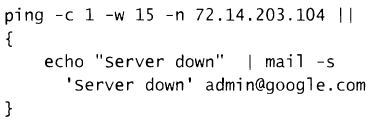 ping -c 1 -w 15 -n 72.14.203.104 ||
{
echo "Server down" | mail -s
'Server down' admin@google.com
}